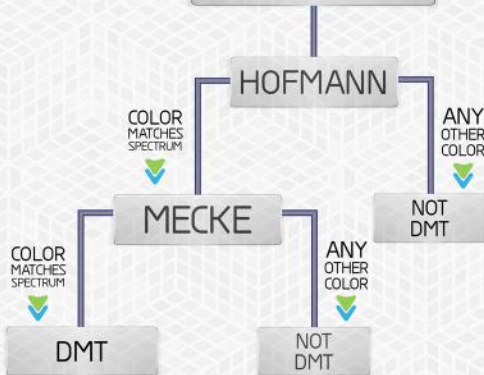 HOFMANN
COLOR
MATCHES
SPECTRUM
ANY
OTHER
COLOR
MECKE
NOT
DMT
COLOR
MATCHES
SPECTRUM
ANY
OTHER
COLOR
DMT
NOT
DMT